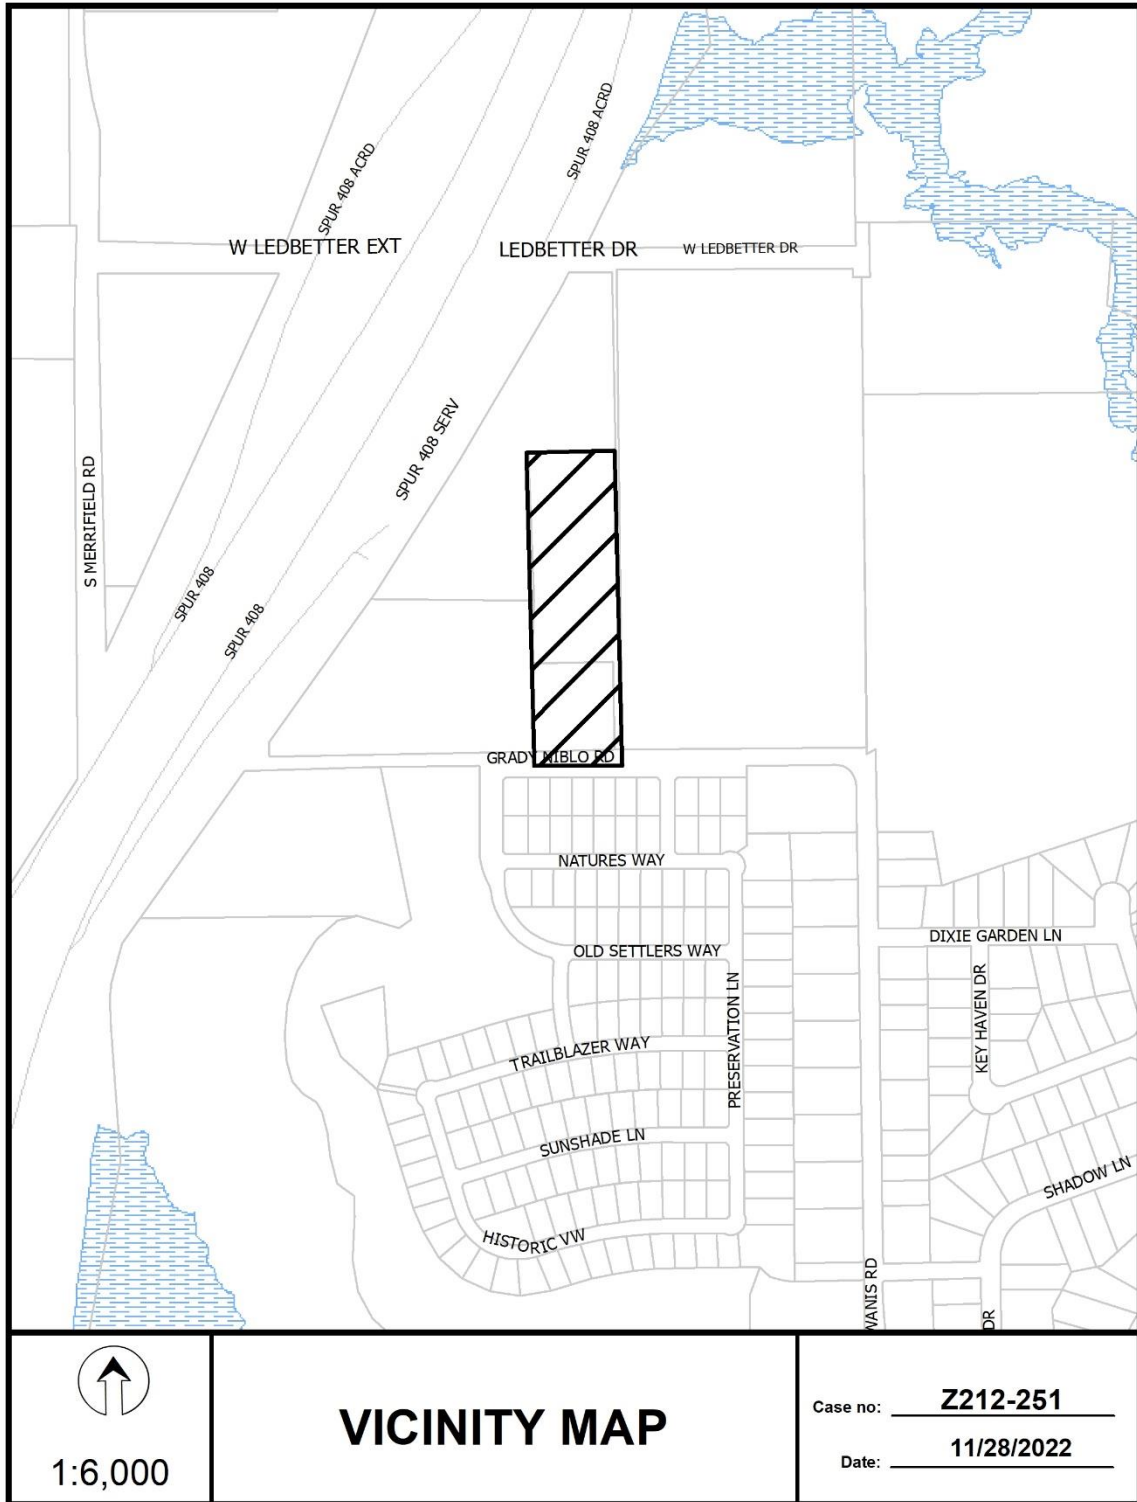 SPUR 408 ACRD
SPUR 408 ACRD
W LEDBETTER EXT
LEDBETTER DR
W LEDBETTER DR
SPUR 408 SERV
S MERRIFIELD RD
SPUR 408
SPUR 408
GRADY NIBLO RD
NATURES WAY
OLD SETTLERS WAY
DIXIE GARDEN LN
KEY HAVEN DR
PRESERVATION LN
TRAILBLAZER WAY
SUNSHADE LN
SHADOW LN
HISTORIC VW
WANIS RD
DR
1:6,000
VICINITY MAP
Case no: Z212-251
Date: 11/28/2022